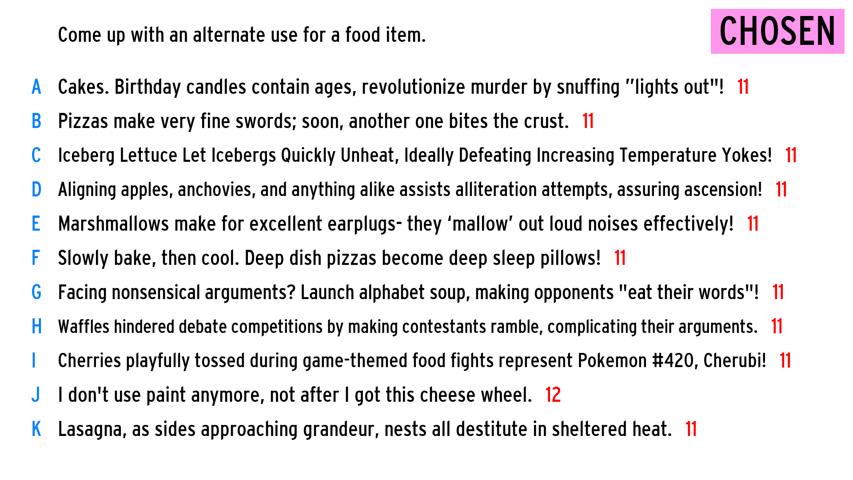 Come up with an alternate use for a food item.
CHOSEN
A Cakes. Birthday candles contain ages, revolutionize murder by snuffing "lights out"! 11
B Pizzas make very fine swords; soon, another one bites the crust. 11
C Iceberg Lettuce Let Icebergs Quickly Unheat, Ideally Defeating Increasing Temperature Yokes! 11
D Aligning apples, anchovies, and anything alike assists alliteration attempts, assuring ascension! 11
E Marshmallows make for excellent earplugs- they ‘mallow’ out loud noises effectively! 11
F Slowly bake, then cool. Deep dish pizzas become deep sleep pillows! 11
G Facing nonsensical arguments? Launch alphabet soup, making opponents "eat their words"! 11
H Waffles hindered debate competitions by making contestants ramble, complicating their arguments. 11
I Cherries playfully tossed during game-themed food fights represent Pokemon #420, Cherubi! 11
J I don't use paint anymore, not after I got this cheese wheel. 12
K Lasagna, as sides approaching grandeur, nests all destitute in sheltered heat. 11